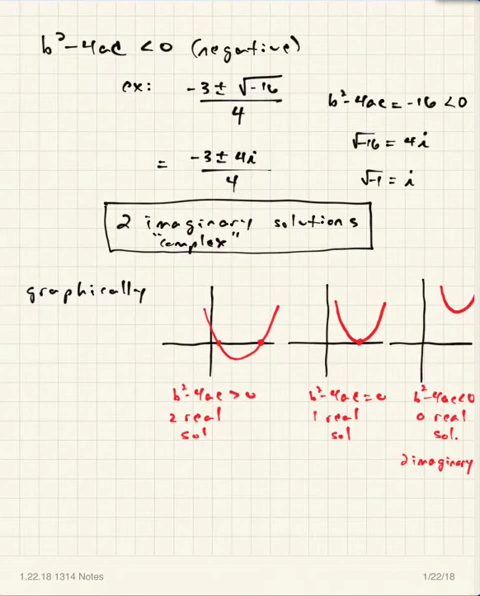 b²-4ac < 0 (negative)
ex: (-3 ± √-16)/4
b²-4ac = -16 < 0
√-16 = 4i
= (-3 ± 4i)/4
√-1 = i
2 imaginary solutions
"complex"
graphically
b²-4ac > 0
2 real
sol
b²-4ac = 0
1 real
sol
b²-4ac < 0
0 real
sol.
2 imaginary
1.22.18 1314 Notes
1/22/18